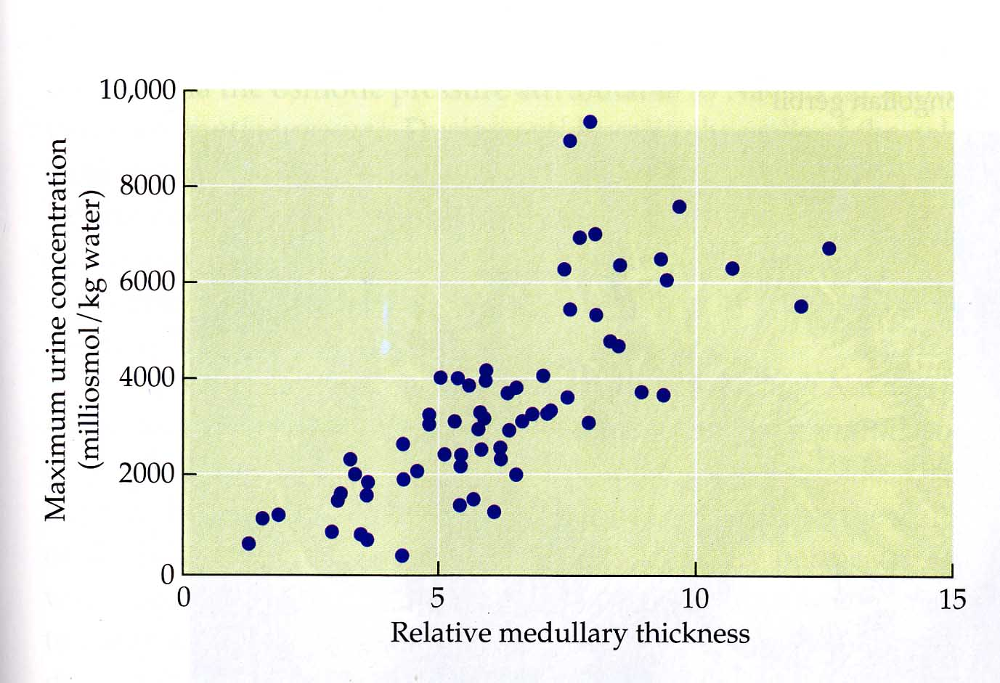 10,000
8000
6000
4000
2000
0
Maximum urine concentration
(milliosmol/kg water)
0 5 10 15
Relative medullary thickness